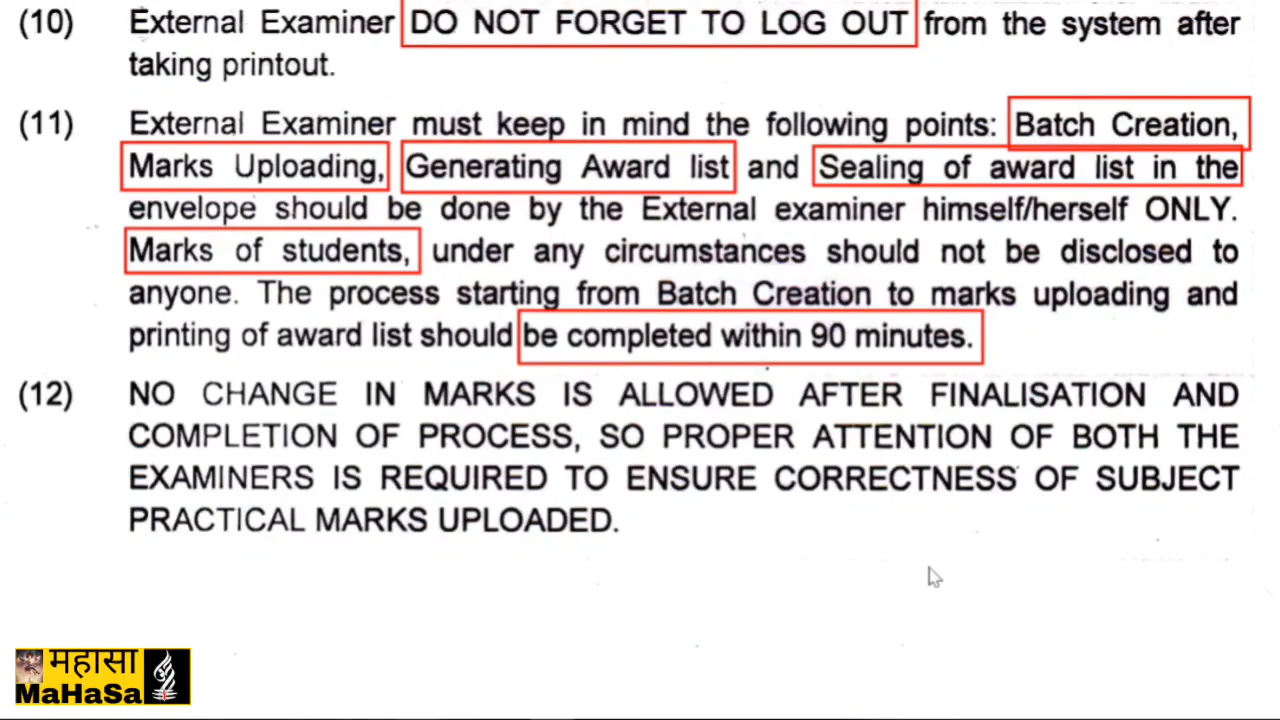 (10) External Examiner DO NOT FORGET TO LOG OUT from the system after
taking printout.
(11) External Examiner must keep in mind the following points: Batch Creation,
Marks Uploading, Generating Award list and Sealing of award list in the
envelope should be done by the External examiner himself/herself ONLY.
Marks of students, under any circumstances should not be disclosed to
anyone. The process starting from Batch Creation to marks uploading and
printing of award list should be completed within 90 minutes.
(12) NO CHANGE IN MARKS IS ALLOWED AFTER FINALISATION AND
COMPLETION OF PROCESS, SO PROPER ATTENTION OF BOTH THE
EXAMINERS IS REQUIRED TO ENSURE CORRECTNESS OF SUBJECT
PRACTICAL MARKS UPLOADED.
महासा
MaHaSa